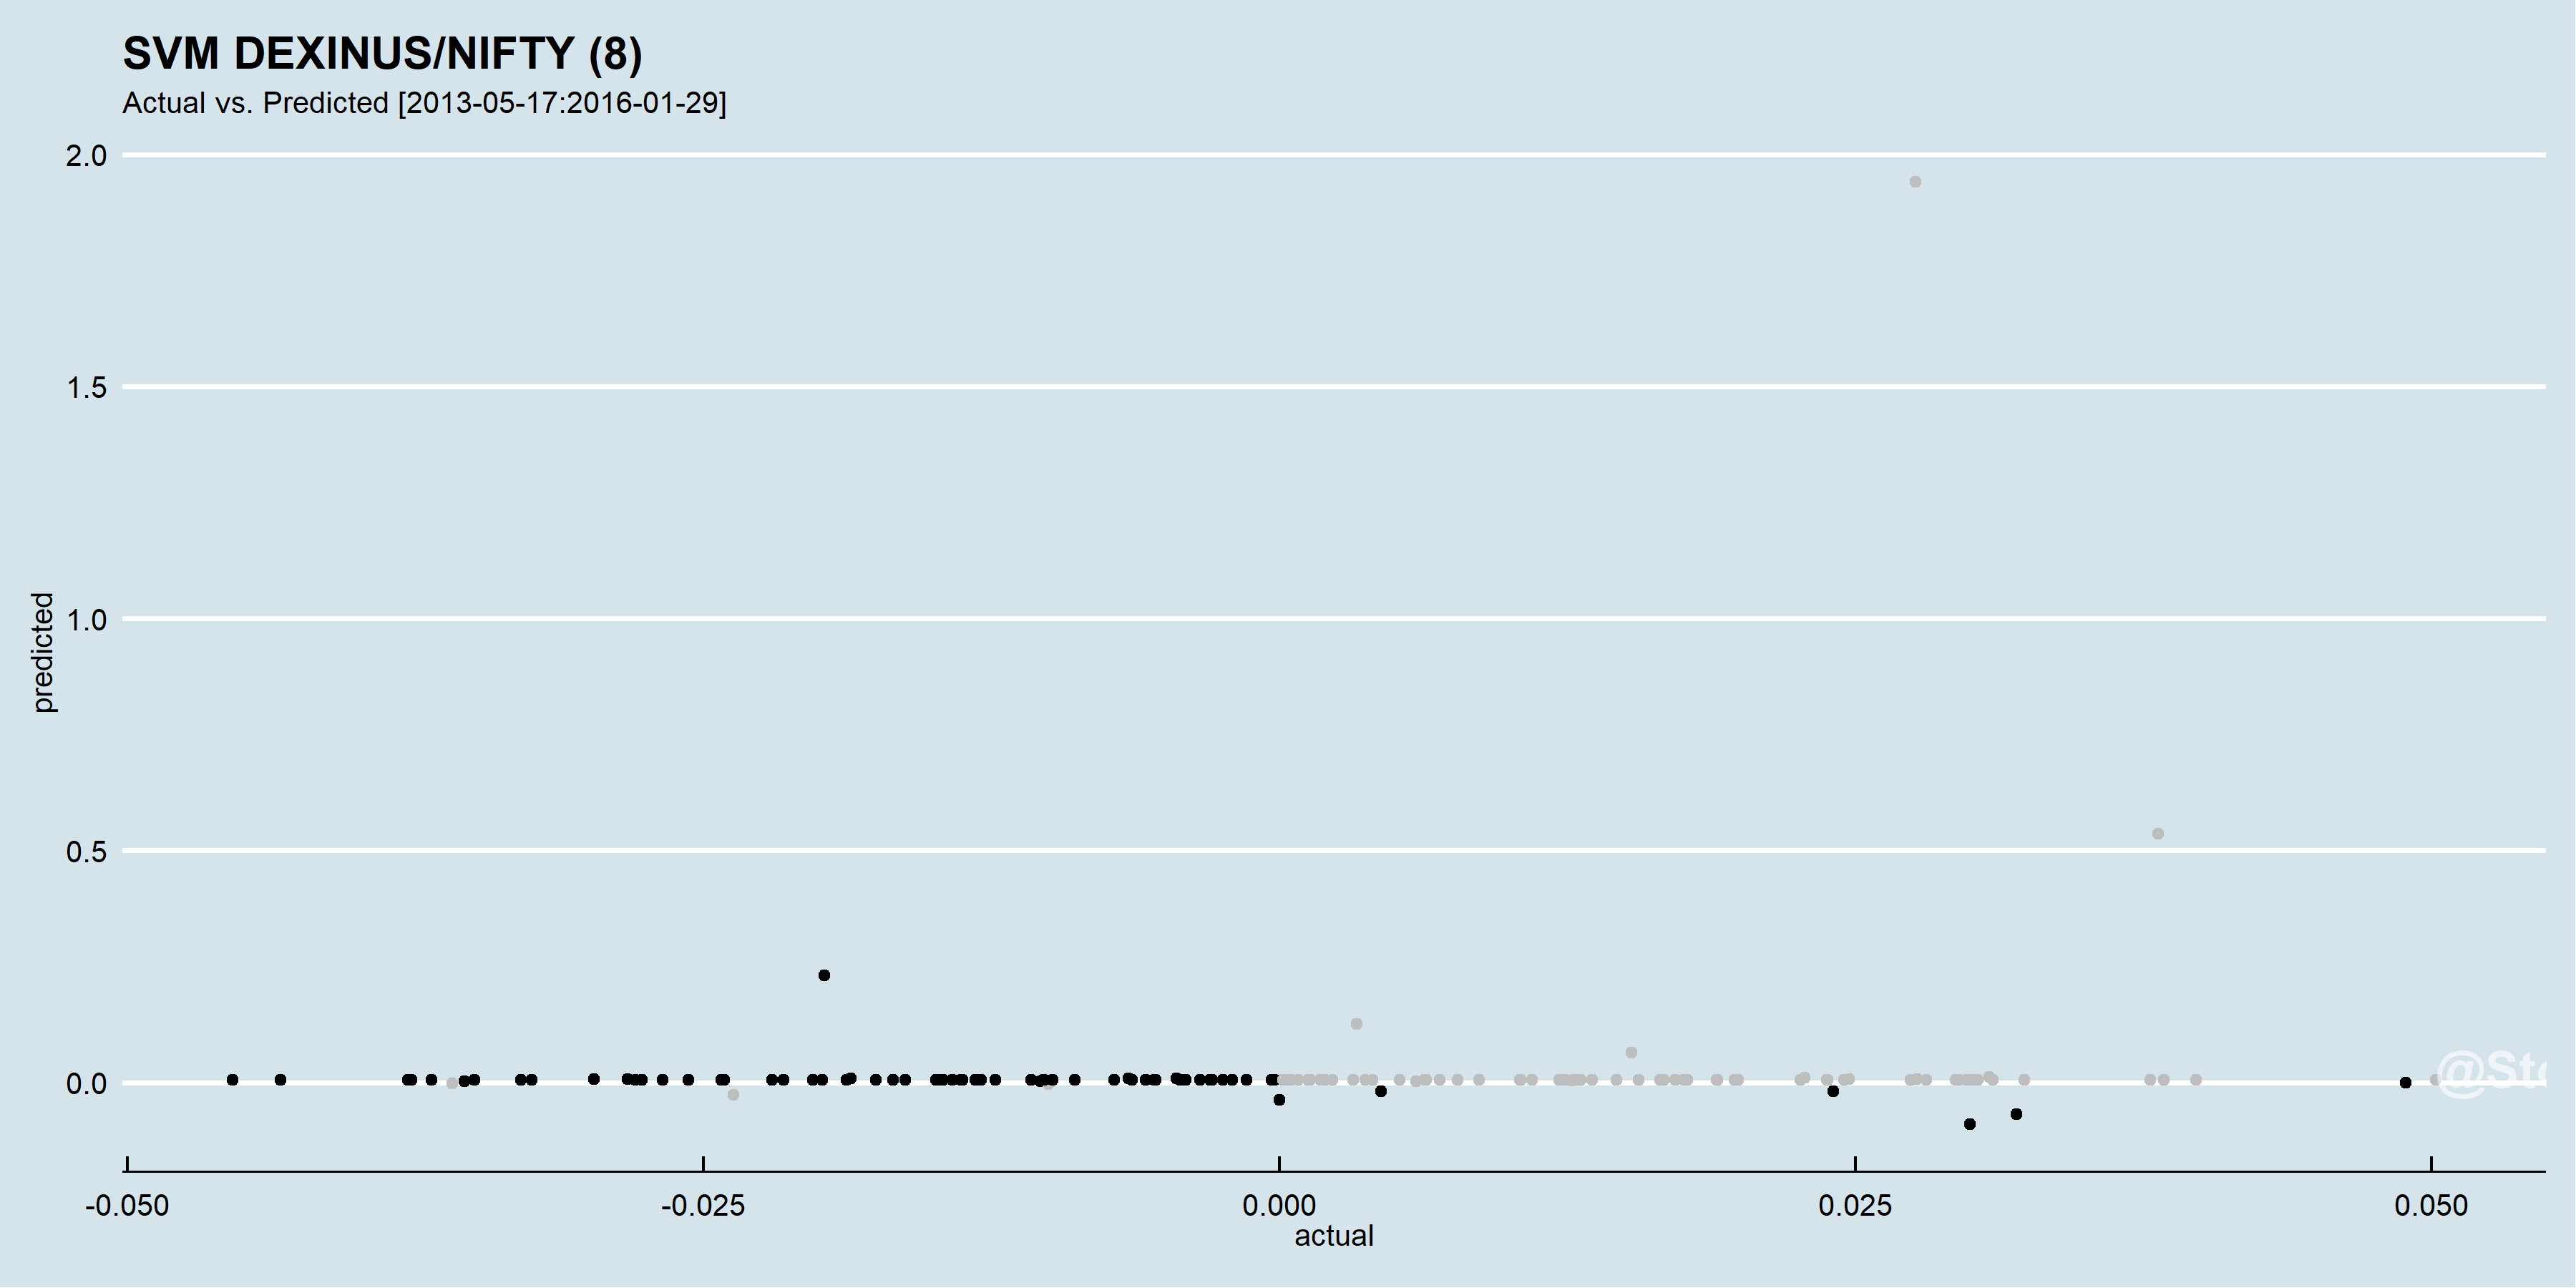 SVM DEXINUS/NIFTY (8)
Actual vs. Predicted [2013-05-17:2016-01-29]
2.0
1.5
1.0
0.5
0.0
predicted
-0.050 -0.025 0.000 0.025 0.050
actual